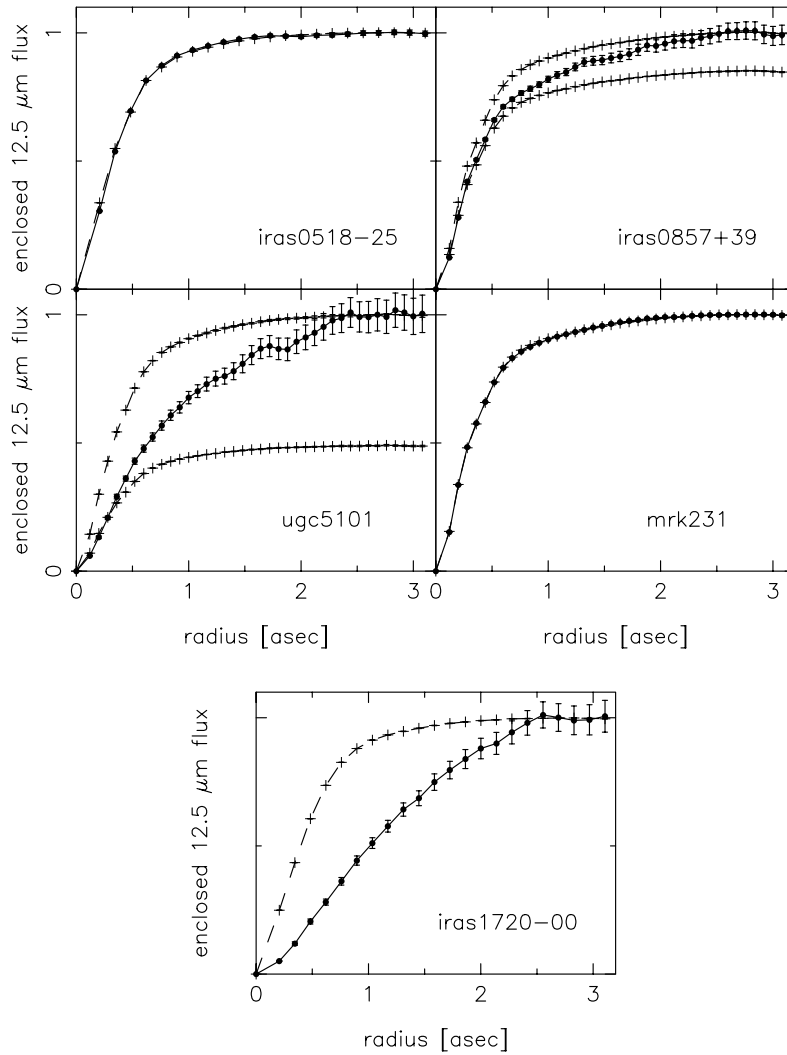 1
enclosed 12.5 μm flux
0
iras0518−25
iras0857+39
1
enclosed 12.5 μm flux
0
ugc5101
mrk231
0 1 2 3
0 1 2 3
radius [asec]
radius [asec]
enclosed 12.5 μm flux
iras1720−00
0 1 2 3
radius [asec]